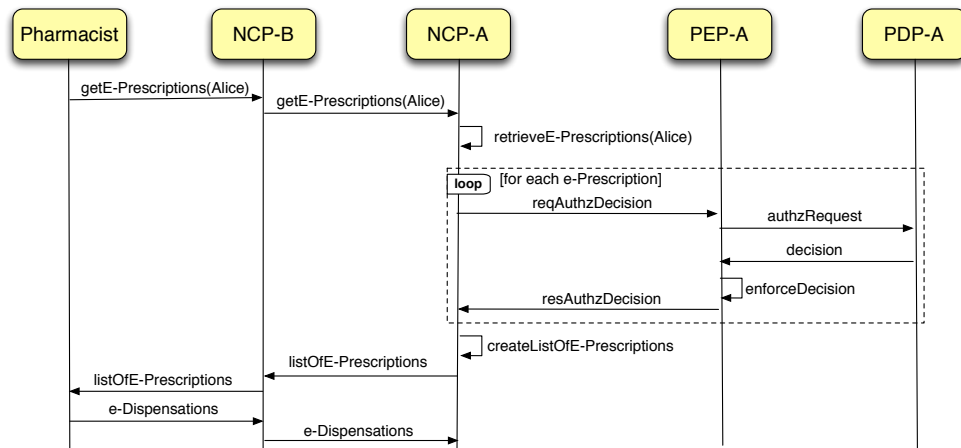 Pharmacist NCP-B NCP-A PEP-A PDP-A
getE-Prescriptions(Alice)
getE-Prescriptions(Alice)
retrieveE-Prescriptions(Alice)
loop [for each e-Prescription]
reqAuthzDecision
authzRequest
decision
enforceDecision
resAuthzDecision
createListOfE-Prescriptions
listOfE-Prescriptions
listOfE-Prescriptions
e-Dispensations
e-Dispensations